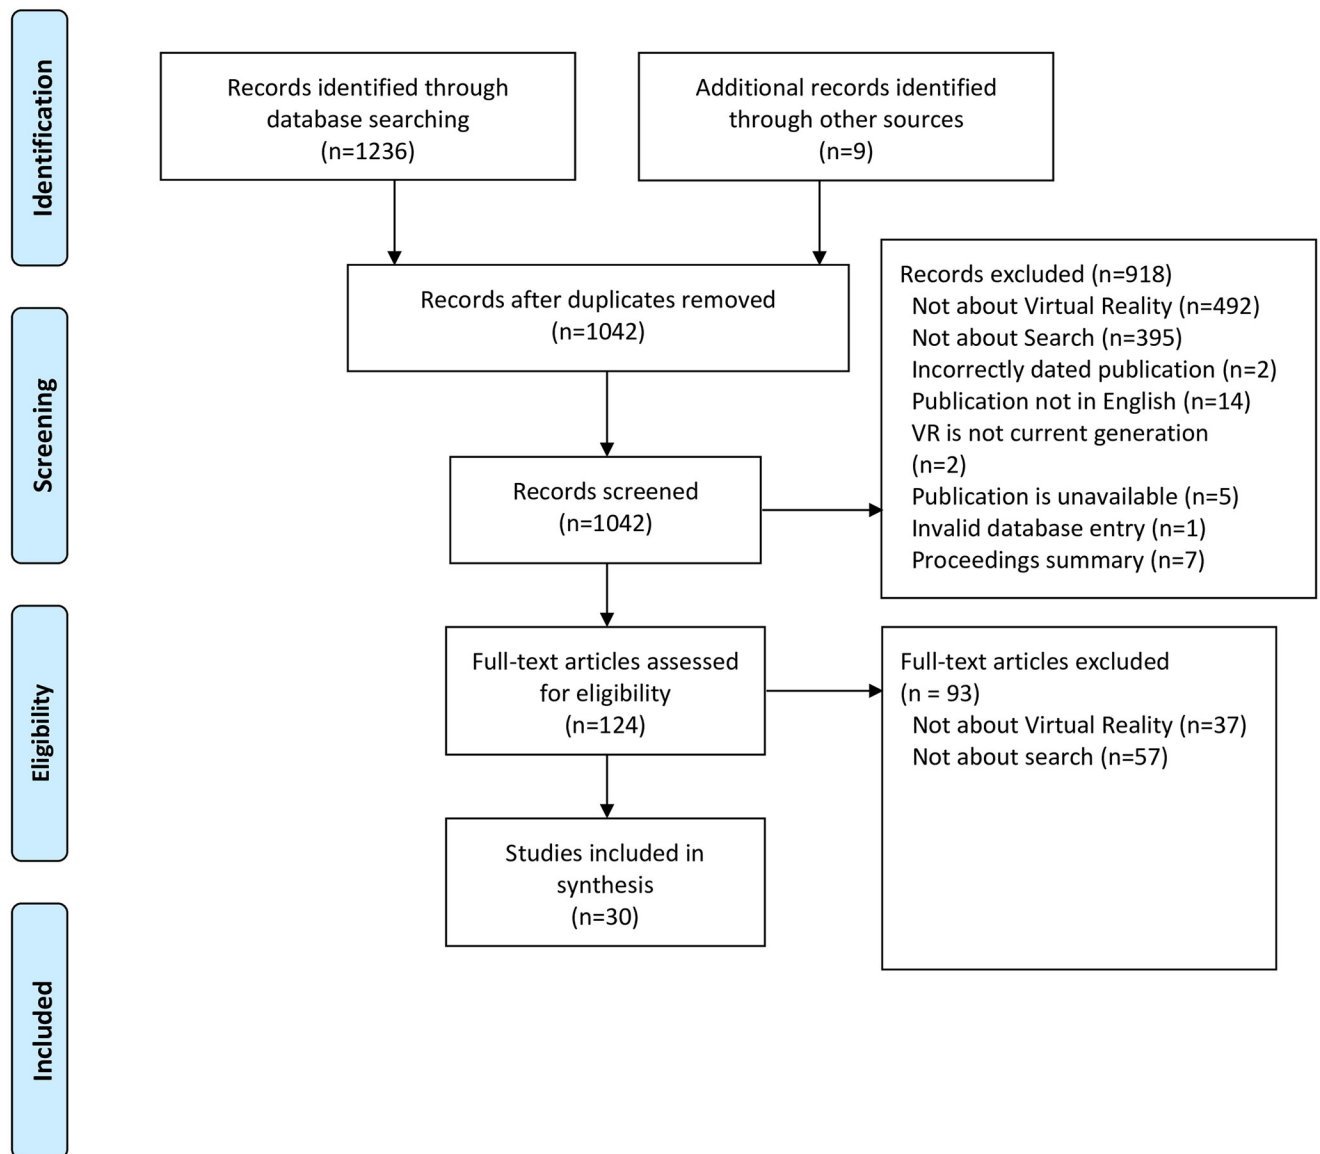 Identification
Records identified through
database searching
(n=1236)
Additional records identified
through other sources
(n=9)
Records after duplicates removed
(n=1042)
Screening
Records screened
(n=1042)
Records excluded (n=918)
Not about Virtual Reality (n=492)
Not about Search (n=395)
Incorrectly dated publication (n=2)
Publication not in English (n=14)
VR is not current generation
(n=2)
Publication is unavailable (n=5)
Invalid database entry (n=1)
Proceedings summary (n=7)
Eligibility
Full-text articles assessed
for eligibility
(n=124)
Full-text articles excluded
(n = 93)
Not about Virtual Reality (n=37)
Not about search (n=57)
Included
Studies included in
synthesis
(n=30)